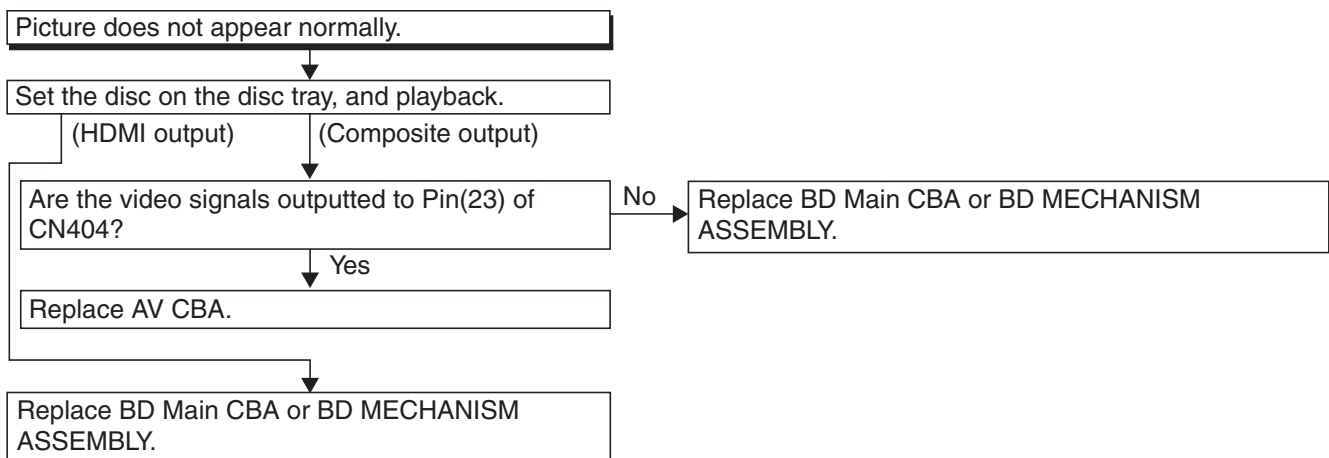 Picture does not appear normally.
Set the disc on the disc tray, and playback.
(HDMI output)
(Composite output)
Are the video signals outputted to Pin(23) of
CN404?
No
Replace BD Main CBA or BD MECHANISM
ASSEMBLY.
Yes
Replace AV CBA.
Replace BD Main CBA or BD MECHANISM
ASSEMBLY.